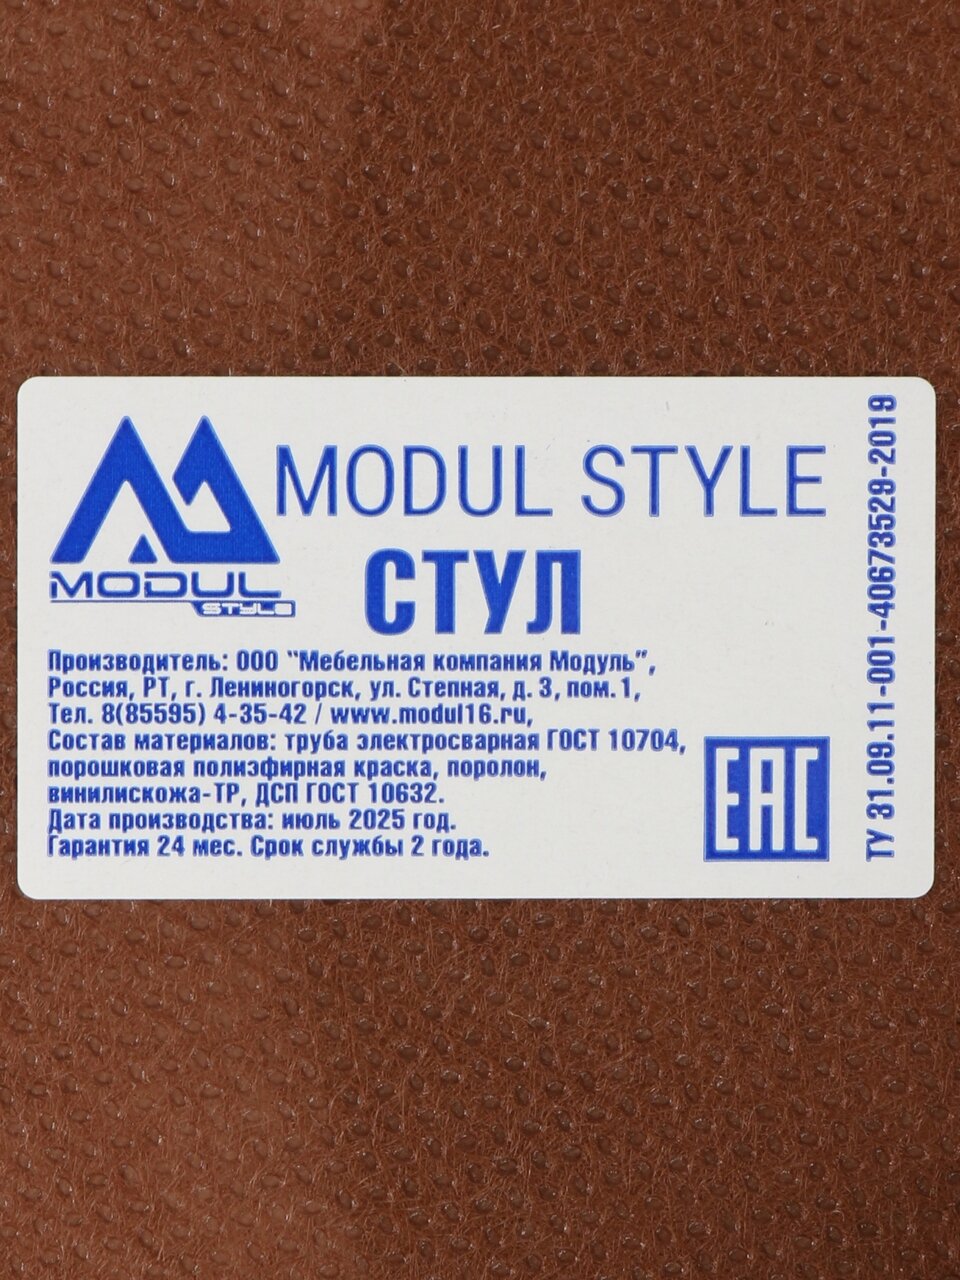 MODUL STYLE
MODUL
STYLE
СТУЛ
Производитель: ООО "Мебельная компания Модуль",
Россия, РТ, г. Лениногорск, ул. Степная, д. 3, пом.1,
Тел. 8(85595) 4-35-42 / www.modul16.ru,
Состав материалов: труба электросварная ГОСТ 10704,
порошковая полиэфирная краска, поролон,
винилискожа-ТР, ДСП ГОСТ 10632.
Дата производства: июль 2025 год.
Гарантия 24 мес. Срок службы 2 года.
EAC
ТУ 31.09.11-001-40673529-2019